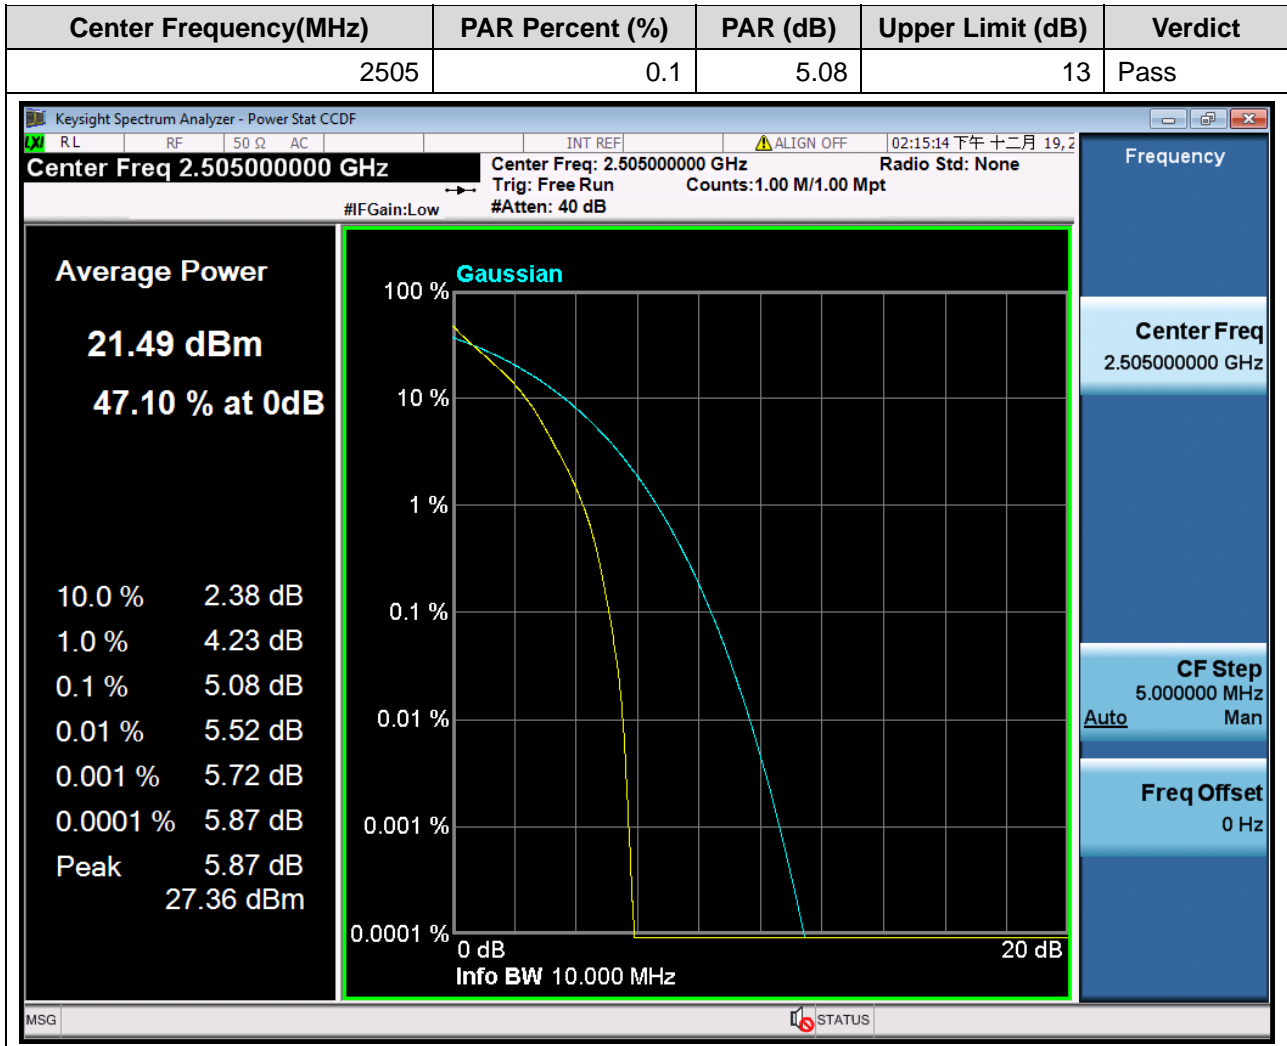 Center Frequency(MHz) PAR Percent (%) PAR (dB) Upper Limit (dB) Verdict
2505 0.1 5.08 13 Pass
Keysight Spectrum Analyzer - Power Stat CCDF
LXI RL RF 50 Ω AC INT REF ALIGN OFF 02:15:14 下午 十二月 19, 2
Center Freq 2.505000000 GHz
Center Freq: 2.505000000 GHz Radio Std: None
Trig: Free Run Counts:1.00 M/1.00 Mpt
#IFGain:Low #Atten: 40 dB
Frequency
Average Power
21.49 dBm
47.10 % at 0dB
10.0 % 2.38 dB
1.0 % 4.23 dB
0.1 % 5.08 dB
0.01 % 5.52 dB
0.001 % 5.72 dB
0.0001 % 5.87 dB
Peak 5.87 dB
27.36 dBm
Gaussian
100 %
10 %
1 %
0.1 %
0.01 %
0.001 %
0.0001 %
0 dB 20 dB
Info BW 10.000 MHz
Center Freq
2.505000000 GHz
CF Step
5.000000 MHz
Auto Man
Freq Offset
0 Hz
MSG STATUS